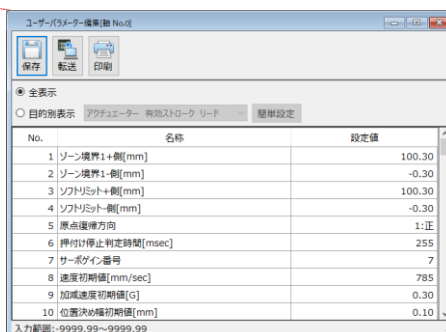 ユーザーパラメーター編集[軸 No.0]
保存 転送 印刷
全表示
目的別表示 アクチュエーター 有効ストローク リード 簡単設定
No. 名称 設定値
1 ゾーン境界1+側[mm] 100.30
2 ゾーン境界1-側[mm] -0.30
3 ソフトリミット+側[mm] 100.30
4 ソフトリミット-側[mm] -0.30
5 原点復帰方向 1:正
6 押付け停止判定時間[msec] 255
7 サーボゲイン番号 7
8 速度初期値[mm/sec] 785
9 加減速度初期値[G] 0.30
10 位置決め幅初期値[mm] 0.10
入力範囲:-9999.99～9999.99